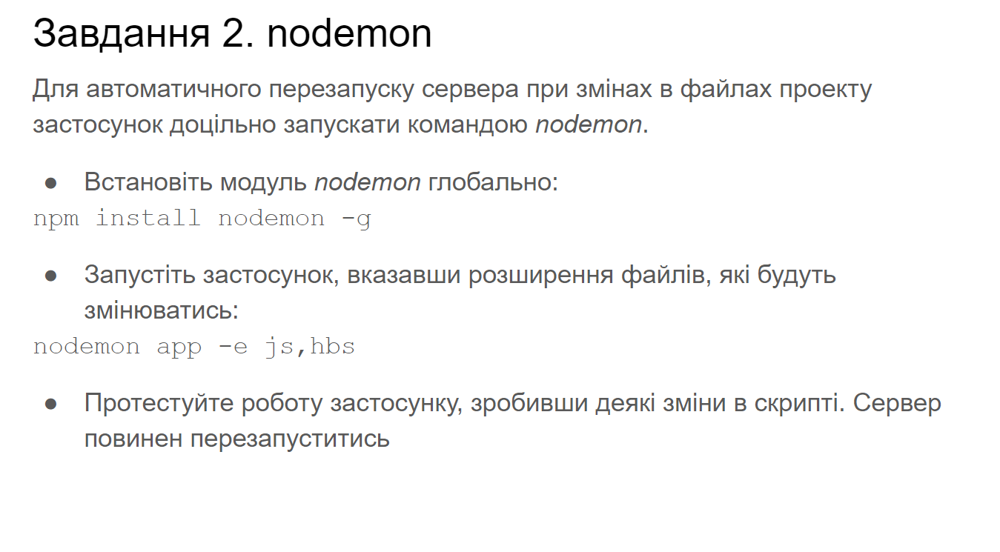 Завдання 2. nodemon
Для автоматичного перезапуску сервера при змінах в файлах проекту
застосунок доцільно запускати командою nodemon.
● Встановіть модуль nodemon глобально:
npm install nodemon -g
● Запустіть застосунок, вказавши розширення файлів, які будуть
змінюватись:
nodemon app -e js,hbs
● Протестуйте роботу застосунку, зробивши деякі зміни в скрипті. Сервер
повинен перезапуститись